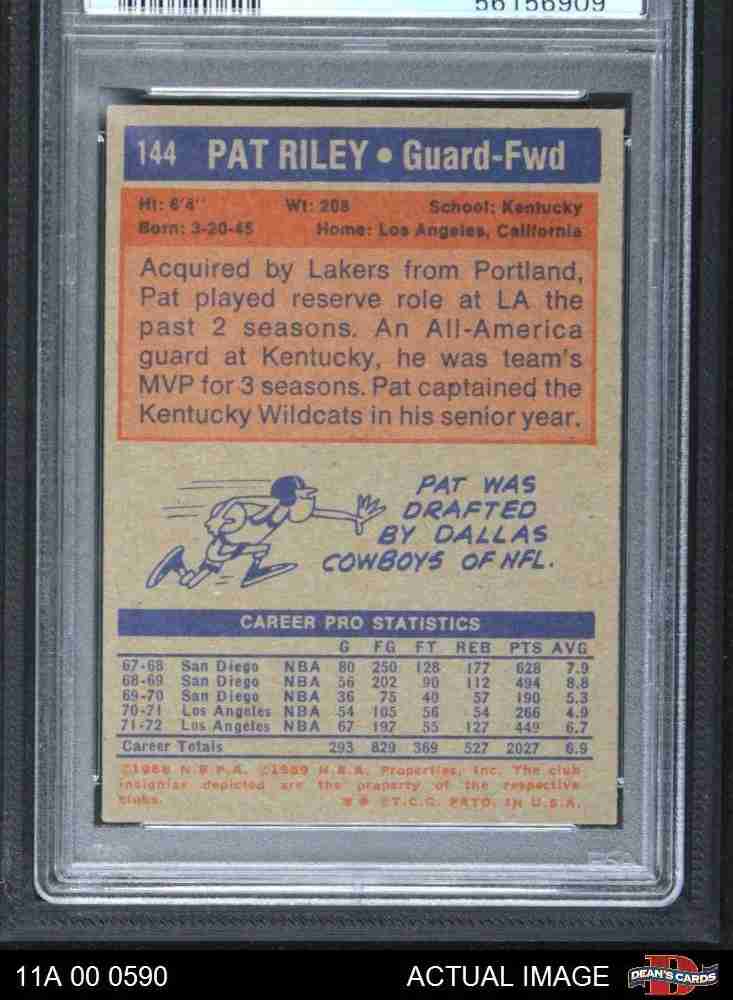 56156909
144 PAT RILEY • Guard-Fwd
Ht: 6'4" Wt: 208 School: Kentucky
Born: 3-20-45 Home: Los Angeles, California
Acquired by Lakers from Portland,
Pat played reserve role at LA the
past 2 seasons. An All-America
guard at Kentucky, he was team's
MVP for 3 seasons. Pat captained the
Kentucky Wildcats in his senior year.
PAT WAS
DRAFTED
BY DALLAS
COWBOYS OF NFL.
CAREER PRO STATISTICS
G FG FT REB PTS AVG
67-68 San Diego NBA 80 250 128 177 628 7.9
68-69 San Diego NBA 56 202 90 112 494 8.8
69-70 San Diego NBA 36 75 40 57 190 5.3
70-71 Los Angeles NBA 54 105 56 54 266 4.9
71-72 Los Angeles NBA 67 197 55 127 449 6.7
Career Totals 293 829 369 527 2027 6.9
©1968 N.B.P.A. ©1969 N.B.A. Properties, Inc. The club
insignias depicted are the property of the respective
clubs. ® © T.C.G. PRTD. IN U.S.A.
11A 00 0590 ACTUAL IMAGE DEAN'S CARDS